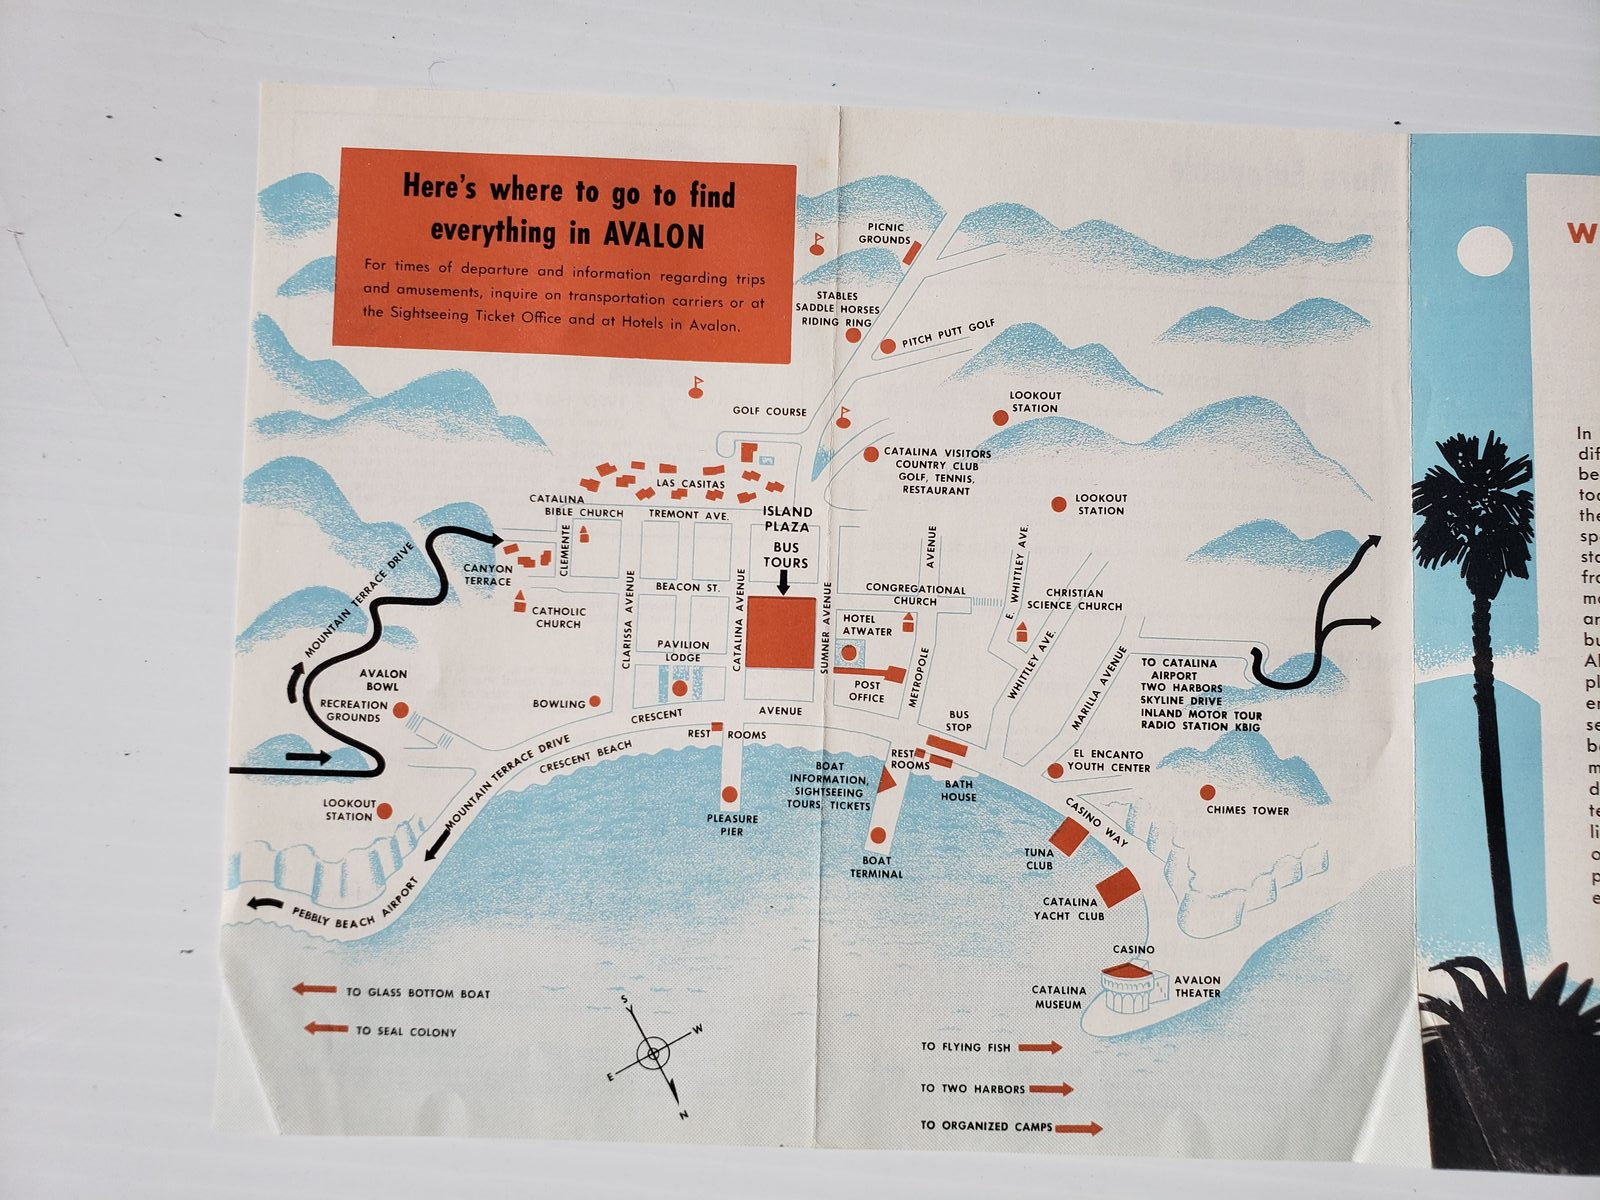 Here's where to go to find
everything in AVALON
For times of departure and information regarding trips
and amusements, inquire on transportation carriers or at
the Sightseeing Ticket Office and at Hotels in Avalon.
PICNIC
GROUNDS
STABLES
SADDLE HORSES
RIDING RING
PITCH PUTT GOLF
GOLF COURSE
LOOKOUT
STATION
CATALINA VISITORS
COUNTRY CLUB
GOLF, TENNIS,
RESTAURANT
LOOKOUT
STATION
LAS CASITAS
CATALINA
BIBLE CHURCH
TREMONT AVE.
ISLAND
PLAZA
BUS
TOURS
CLEMENTE
CANYON
TERRACE
MOUNTAIN TERRACE DRIVE
CATHOLIC
CHURCH
CLARISSA AVENUE
BEACON ST.
CATALINA AVENUE
SUMNER AVENUE
AVENUE
METROPOLE
E. WHITTLEY AVE.
WHITTLEY AVE.
CONGREGATIONAL
CHURCH
CHRISTIAN
SCIENCE CHURCH
HOTEL
ATWATER
PAVILION
LODGE
POST
OFFICE
MARILLA AVENUE
TO CATALINA
AIRPORT
TWO HARBORS
SKYLINE DRIVE
INLAND MOTOR TOUR
RADIO STATION KBIG
AVALON
BOWL
RECREATION
GROUNDS
BOWLING
CRESCENT
AVENUE
REST ROOMS
MOUNTAIN TERRACE DRIVE
CRESCENT BEACH
BUS
STOP
REST
ROOMS
BATH
HOUSE
BOAT
INFORMATION,
SIGHTSEEING
TOURS, TICKETS
EL ENCANTO
YOUTH CENTER
CHIMES TOWER
LOOKOUT
STATION
PLEASURE
PIER
BOAT
TERMINAL
CASINO WAY
TUNA
CLUB
CATALINA
YACHT CLUB
PEBBLY BEACH AIRPORT
CASINO
CATALINA
MUSEUM
AVALON
THEATER
TO GLASS BOTTOM BOAT
TO SEAL COLONY
S
W
E
N
TO FLYING FISH
TO TWO HARBORS
TO ORGANIZED CAMPS
W
In